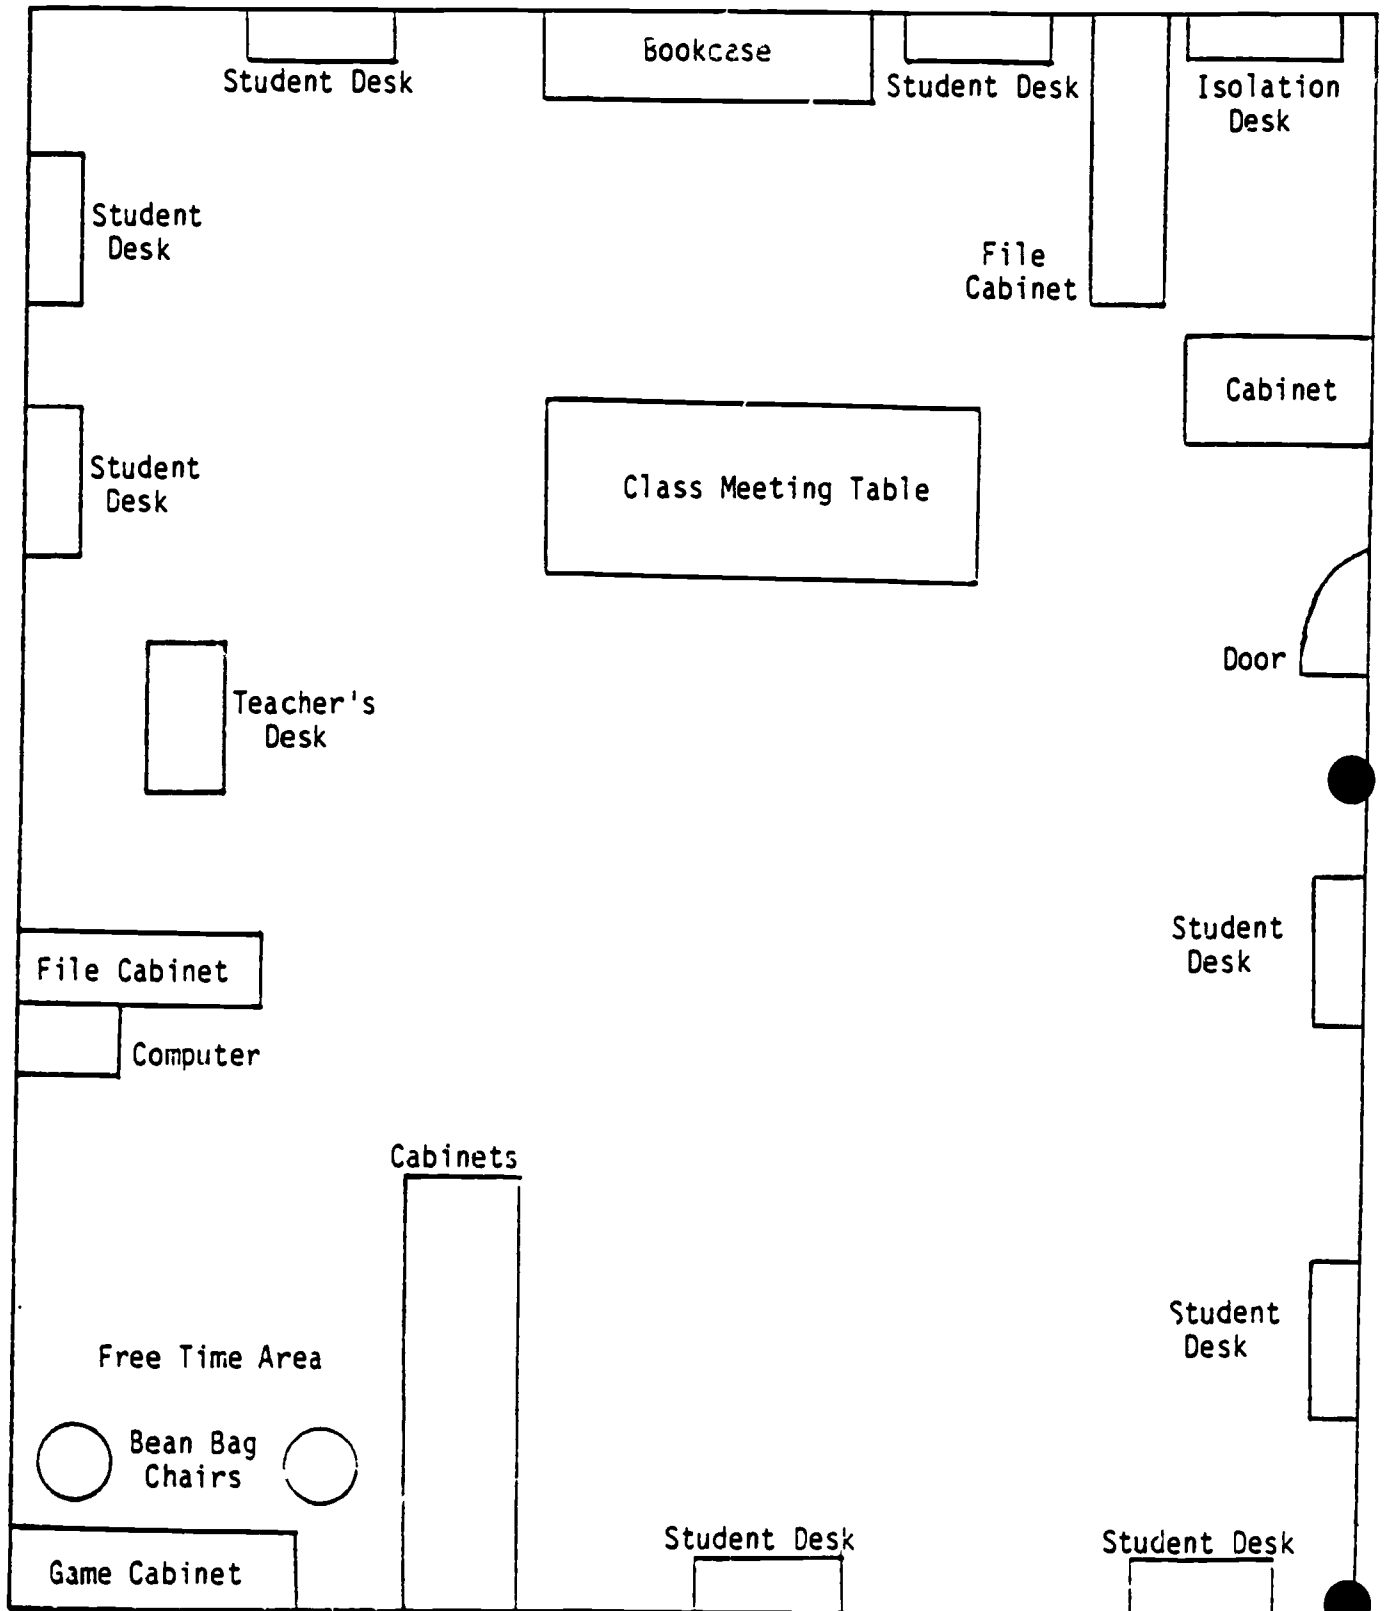 Bookcase
Student Desk
Student Desk
Isolation
Desk
Student
Desk
File
Cabinet
Cabinet
Student
Desk
Class Meeting Table
Door
Teacher's
Desk
Student
Desk
File Cabinet
Computer
Cabinets
Student
Desk
Free Time Area
Bean Bag
Chairs
Student Desk
Student Desk
Game Cabinet